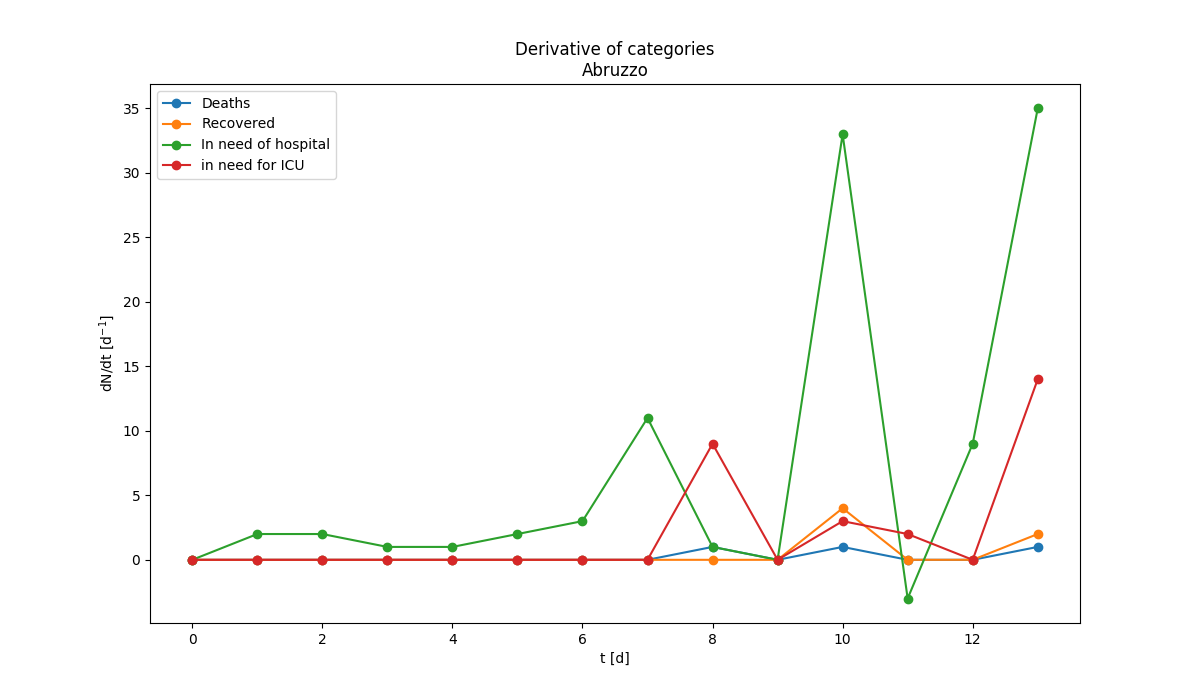 Derivative of categories
Abruzzo
Deaths
Recovered
In need of hospital
in need for ICU
35
30
25
20
15
10
5
0
dN/dt [d⁻¹]
0 2 4 6 8 10 12
t [d]